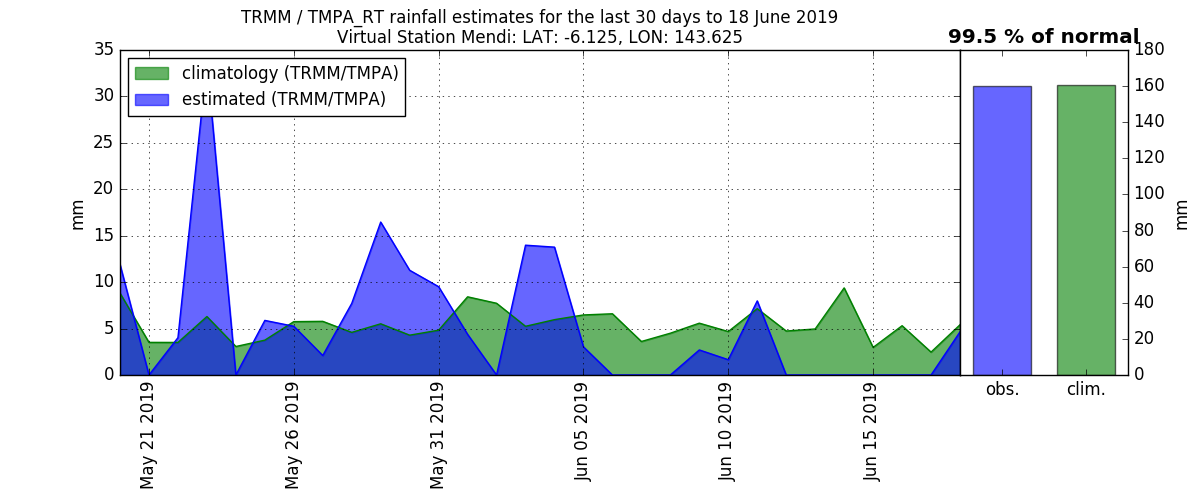 TRMM / TMPA_RT rainfall estimates for the last 30 days to 18 June 2019
Virtual Station Mendi: LAT: -6.125, LON: 143.625
99.5 % of normal
climatology (TRMM/TMPA)
estimated (TRMM/TMPA)
35
30
25
20
15
10
5
0
mm
May 21 2019
May 26 2019
May 31 2019
Jun 05 2019
Jun 10 2019
Jun 15 2019
180
160
140
120
100
80
60
40
20
0
mm
obs.
clim.